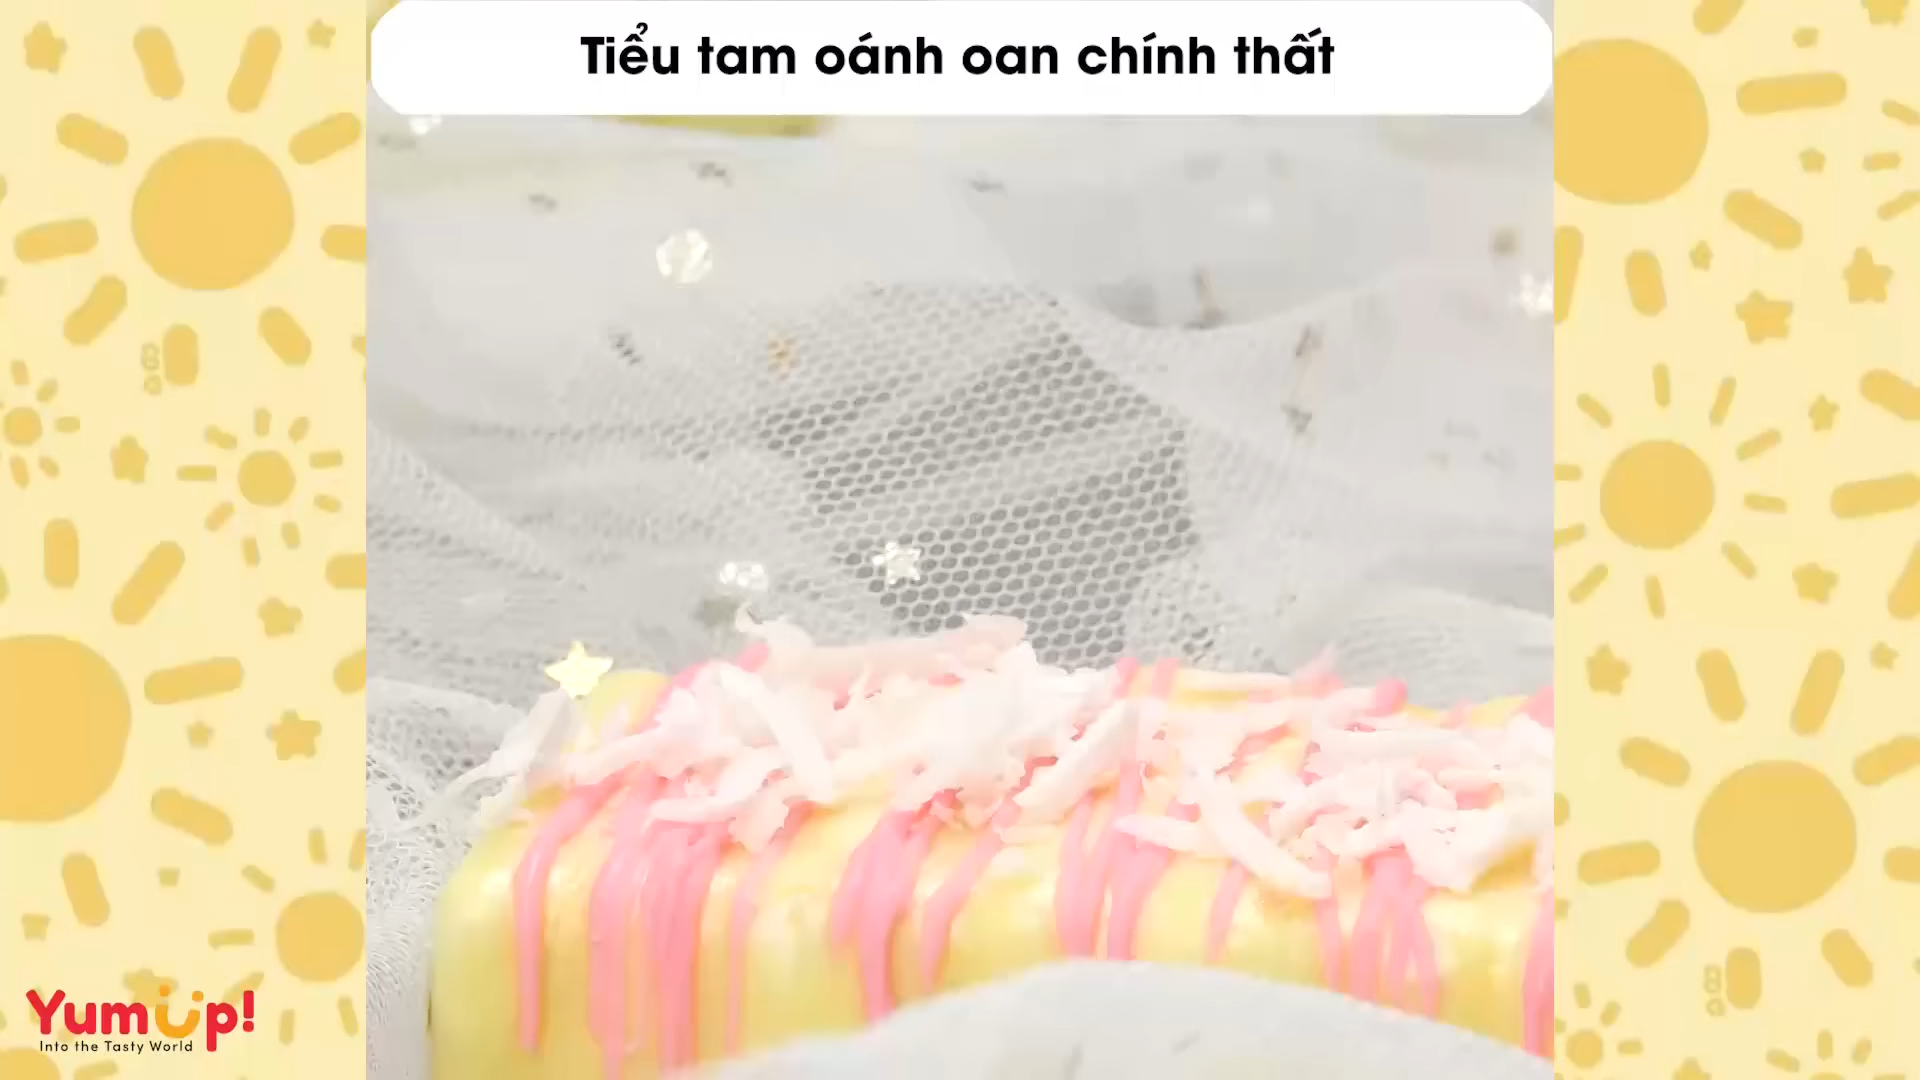 Tiểu tam oánh oan chính thất
YumUp!
Into the Tasty World